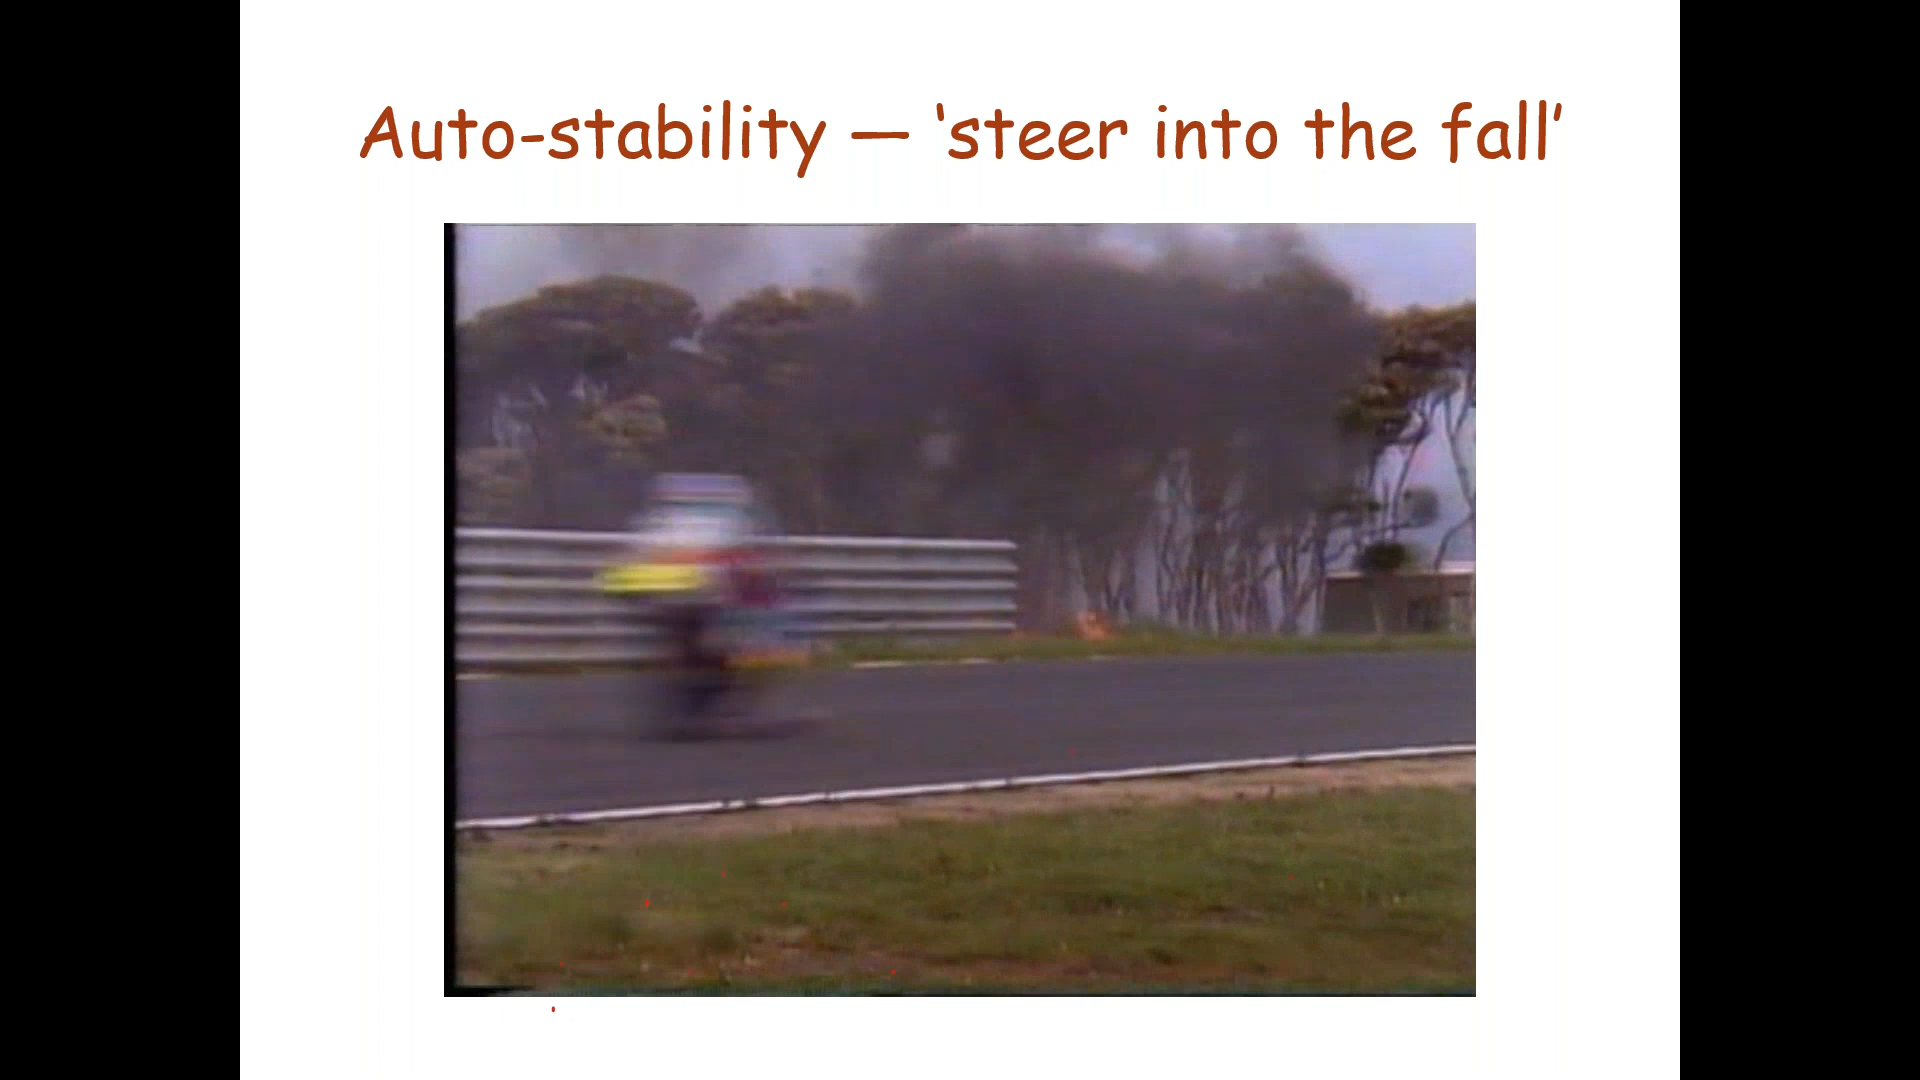 Auto-stability — ‘steer into the fall’